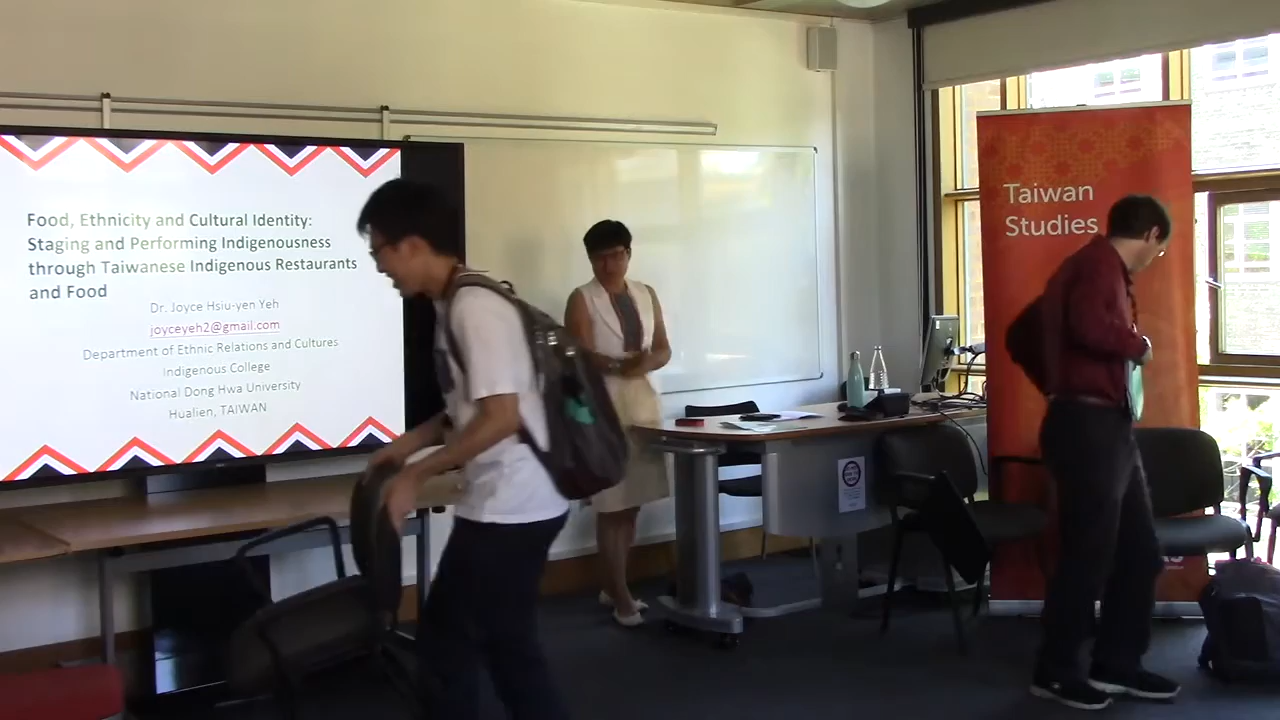 Food, Ethnicity and Cultural Identity:
Staging and Performing Indigenousness
through Taiwanese Indigenous Restaurants
and Food
Dr. Joyce Hsiu-yen Yeh
joyceyeh2@gmail.com
Department of Ethnic Relations and Cultures
Indigenous College
National Dong Hwa University
Hualien, TAIWAN
Taiwan
Studies